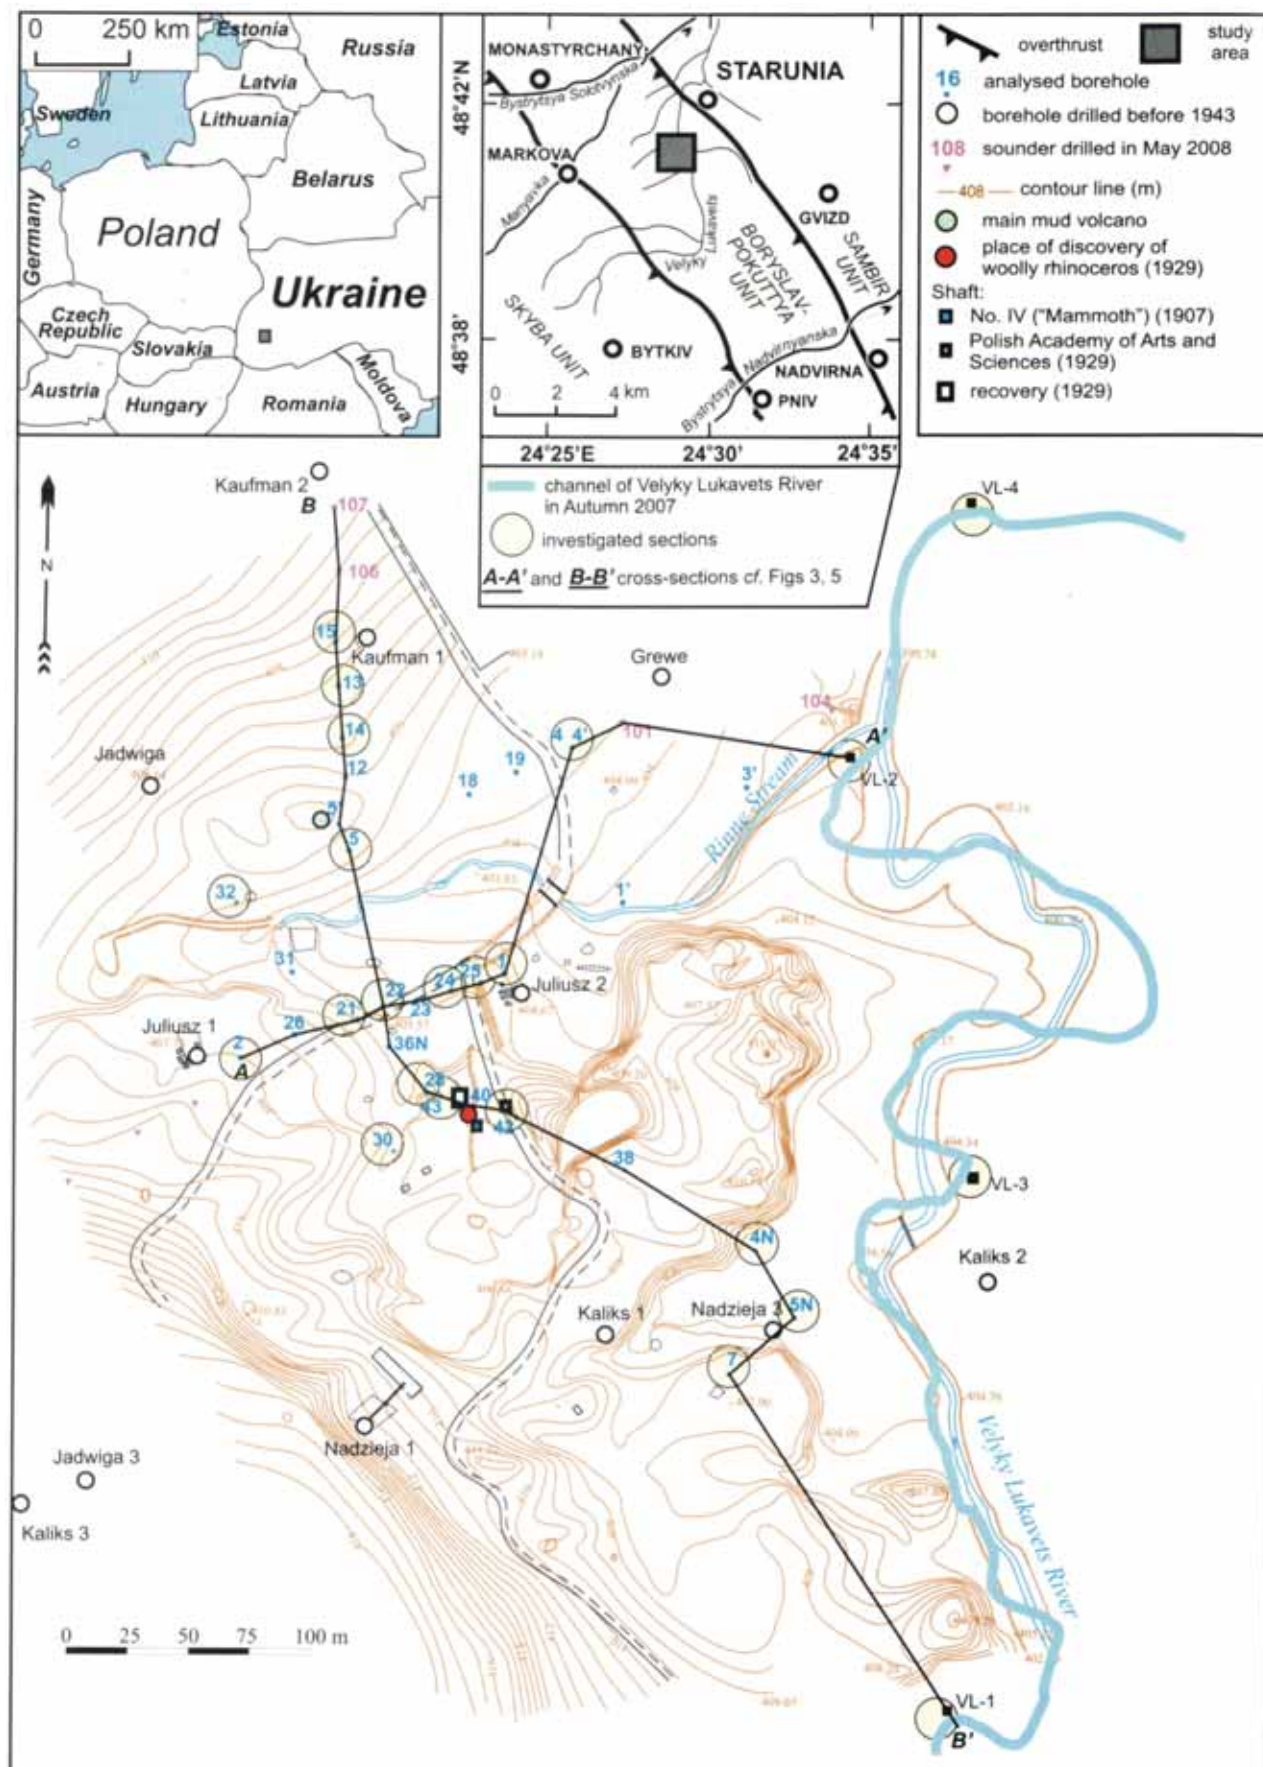 0 250 km
Estonia
Russia
Latvia
Sweden
Lithuania
Belarus
Germany
Poland
Ukraine
Czech
Republic
Slovakia
Austria
Hungary
Romania
Moldova
MONASTYRCHANY
STARUNIA
Bystrytsya Solotvynska
48°42'N
MARKOVA
Manyavka
Lukavets
Velyky
GVIZD
SAMBIR
UNIT
BORYSLAV-
POKUTTYA
UNIT
SKYBA UNIT
48°38'
BYTKIV
Bystrytsya Nadvirnyanska
NADVIRNA
PNIV
0 2 4 km
24°25'E 24°30' 24°35'
overthrust
study
area
16 analysed borehole
borehole drilled before 1943
108 sounder drilled in May 2008
408 contour line (m)
main mud volcano
place of discovery of
woolly rhinoceros (1929)
Shaft:
No. IV ("Mammoth") (1907)
Polish Academy of Arts and
Sciences (1929)
recovery (1929)
channel of Velyky Lukavets River
in Autumn 2007
investigated sections
A-A' and B-B' cross-sections cf. Figs 3, 5
N
Kaufman 2
B
107
106
15
Kaufman 1
13
14
12
Jadwiga
5'
5
18
19
4 4'
Grewe
101
104
3'
A'
VL-2
VL-4
Rinne Stream
1'
32
31
1
Juliusz 2
25
24
23
22
21
26
Juliusz 1
2
A
36N
28
43
40
42
30
38
VL-3
4N
Kaliks 2
5N
Nadzieja 3
Kaliks 1
7
Nadzieja 1
Jadwiga 3
Kaliks 3
Velyky Lukavets River
0 25 50 75 100 m
VL-1
B'